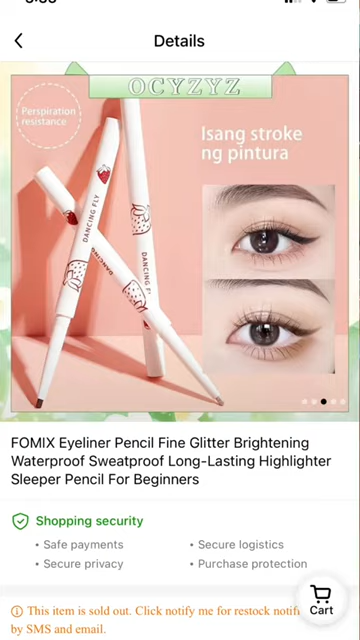 Details
OCYZYZ
Perspiration
resistance
Isang stroke
ng pintura
DANCING FLY
DANCING
DANCING F
FOMIX Eyeliner Pencil Fine Glitter Brightening
Waterproof Sweatproof Long-Lasting Highlighter
Sleeper Pencil For Beginners
Shopping security
• Safe payments
• Secure logistics
• Secure privacy
• Purchase protection
This item is sold out. Click notify me for restock notifi
by SMS and email.
Cart